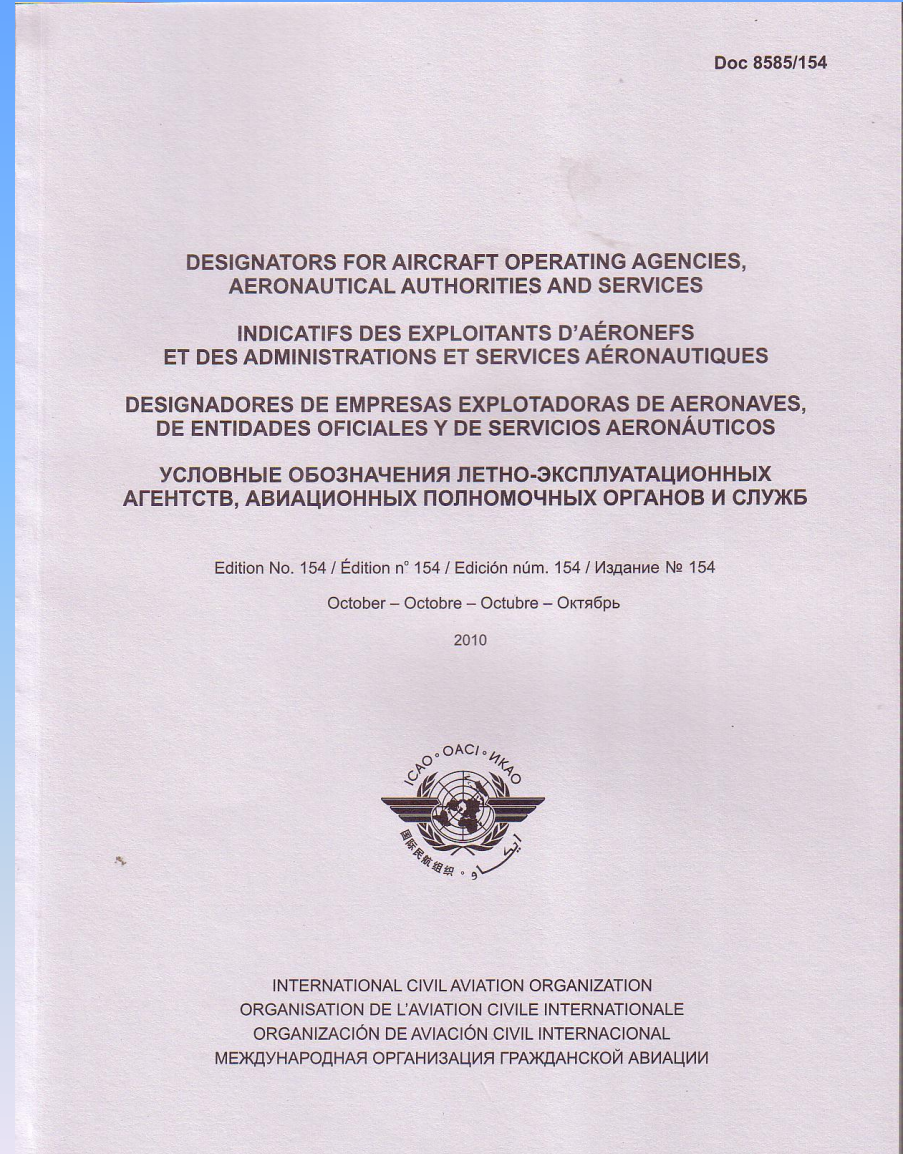 Doc 8585/154
DESIGNATORS FOR AIRCRAFT OPERATING AGENCIES,
AERONAUTICAL AUTHORITIES AND SERVICES
INDICATIFS DES EXPLOITANTS D’AÉRONEFS
ET DES ADMINISTRATIONS ET SERVICES AÉRONAUTIQUES
DESIGNADORES DE EMPRESAS EXPLOTADORAS DE AERONAVES,
DE ENTIDADES OFICIALES Y DE SERVICIOS AERONÁUTICOS
УСЛОВНЫЕ ОБОЗНАЧЕНИЯ ЛЕТНО-ЭКСПЛУАТАЦИОННЫХ
АГЕНТСТВ, АВИАЦИОННЫХ ПОЛНОМОЧНЫХ ОРГАНОВ И СЛУЖБ
Edition No. 154 / Édition n° 154 / Edición núm. 154 / Издание № 154
October – Octobre – Octubre – Октябрь
2010
ICAO ° OACI ° ИКАО
国际民航组织 ° ايكاو
INTERNATIONAL CIVIL AVIATION ORGANIZATION
ORGANISATION DE L’AVIATION CIVILE INTERNATIONALE
ORGANIZACIÓN DE AVIACIÓN CIVIL INTERNACIONAL
МЕЖДУНАРОДНАЯ ОРГАНИЗАЦИЯ ГРАЖДАНСКОЙ АВИАЦИИ